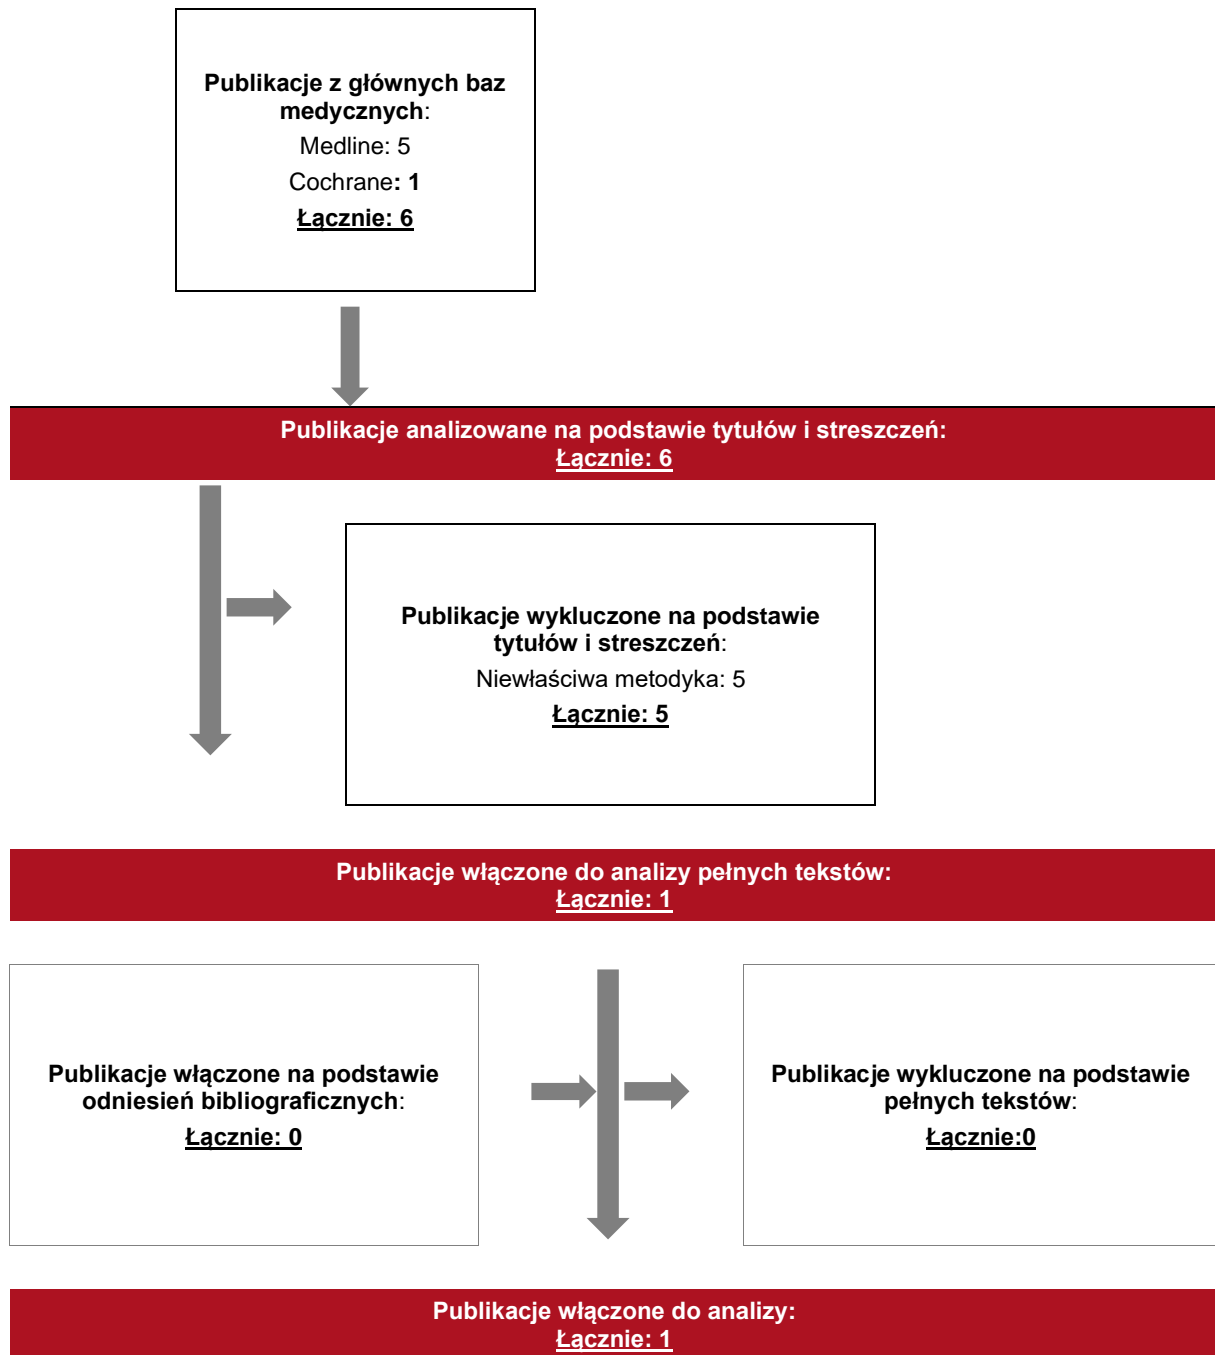 Publikacje z głównych baz
medycznych:
Medline: 5
Cochrane: 1
Łącznie: 6
Publikacje analizowane na podstawie tytułów i streszczeń:
Łącznie: 6
Publikacje wykluczone na podstawie
tytułów i streszczeń:
Niewłaściwa metodyka: 5
Łącznie: 5
Publikacje włączone do analizy pełnych tekstów:
Łącznie: 1
Publikacje włączone na podstawie
odniesień bibliograficznych:
Łącznie: 0
Publikacje wykluczone na podstawie
pełnych tekstów:
Łącznie:0
Publikacje włączone do analizy:
Łącznie: 1